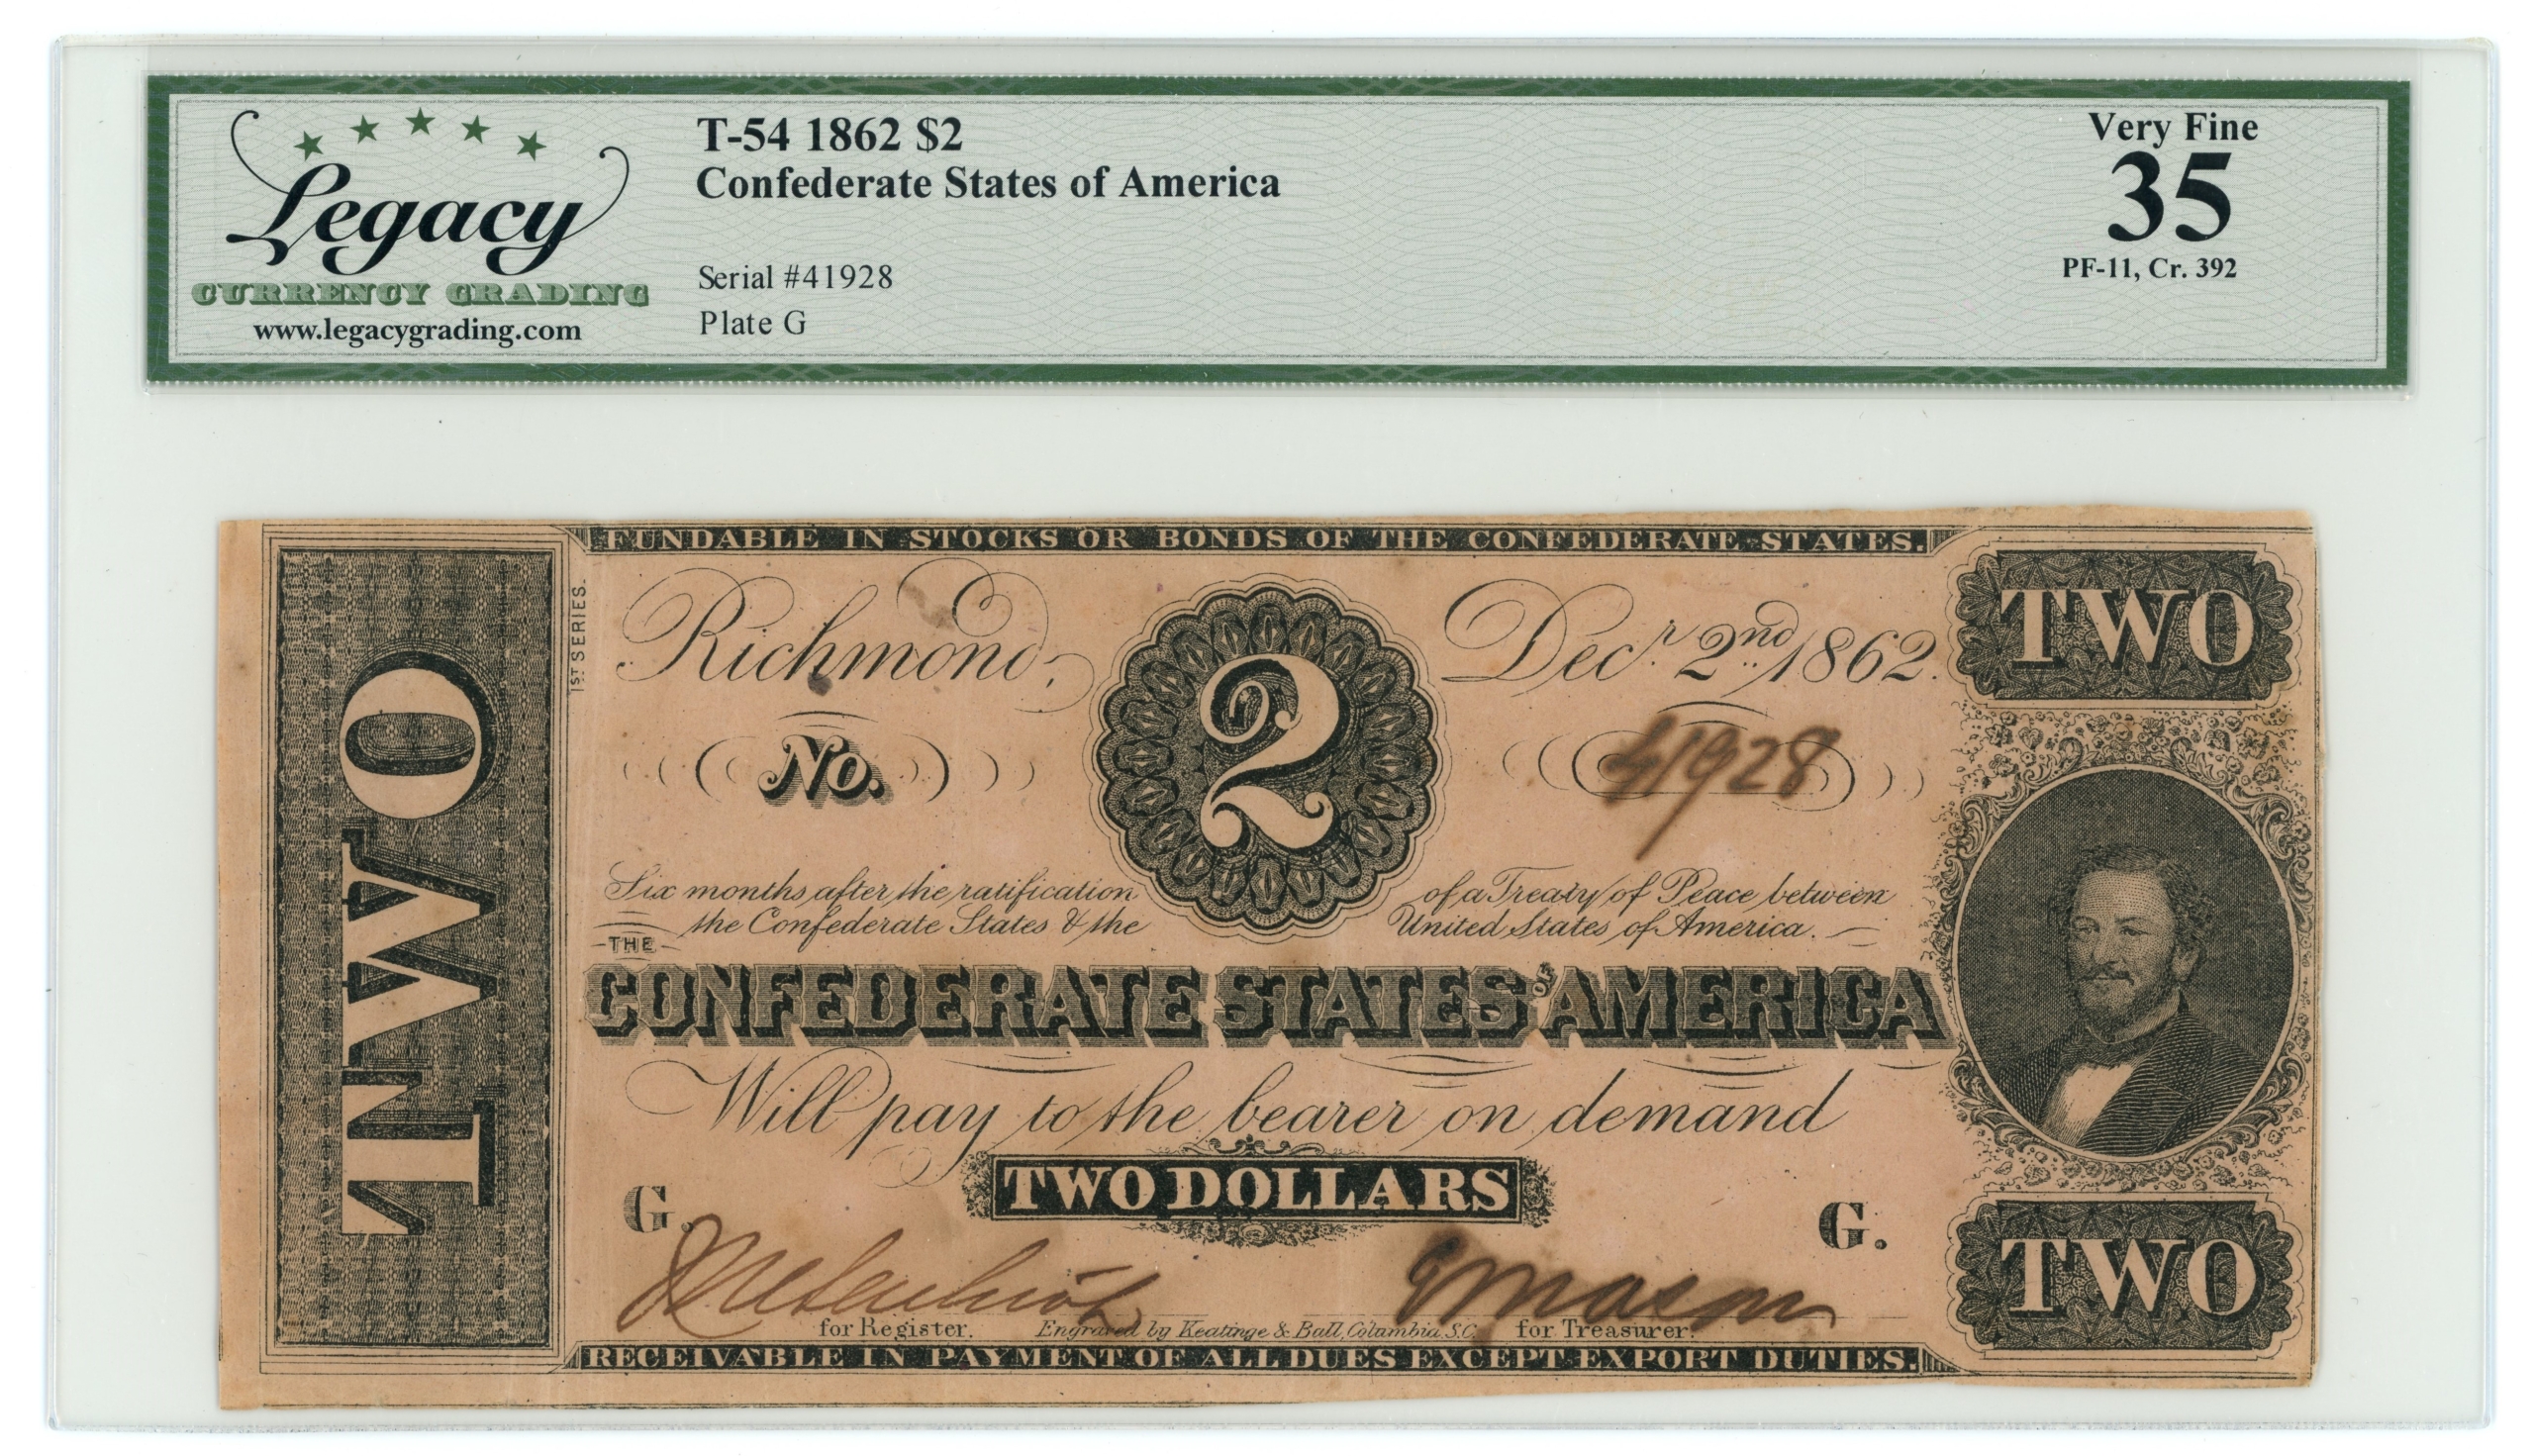 Legacy
CURRENCY GRADING
www.legacygrading.com
T-54 1862 $2
Confederate States of America
Serial #41928
Plate G
Very Fine
35
PF-11, Cr. 392
FUNDABLE IN STOCKS OR BONDS OF THE CONFEDERATE STATES.
TWO
1ST SERIES.
Richmond, 2 Decr. 2nd 1862.
TWO
No. 41928
Six months after the ratification of a Treaty of Peace between
the Confederate States & the United States of America.
THE
CONFEDERATE STATES OF AMERICA
Will pay to the bearer on demand
TWO DOLLARS
G. G.
TWO
for Register. Engraved by Keatinge & Ball, Columbia, S.C. for Treasurer.
RECEIVABLE IN PAYMENT OF ALL DUES EXCEPT EXPORT DUTIES.